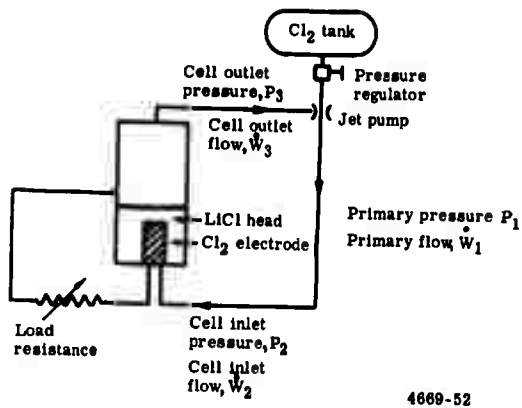 Cl2 tank
Pressure
regulator
Jet pump
Cell outlet
pressure, P3
Cell outlet
flow, Ẇ3
LiCl head
Cl2 electrode
Primary pressure P1
Primary flow, Ẇ1
Load
resistance
Cell inlet
pressure, P2
Cell inlet
flow, Ẇ2
4669-52